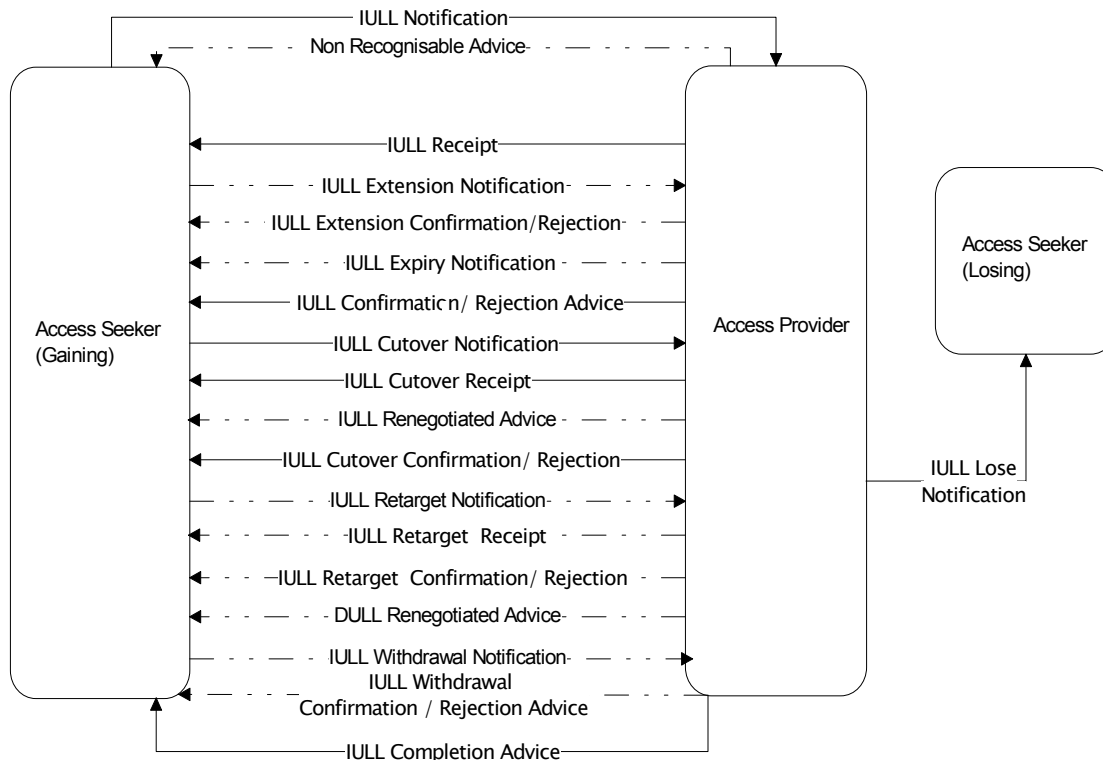 IULL Notification
Non Recognisable Advice
IULL Receipt
IULL Extension Notification
IULL Extension Confirmation/Rejection
IULL Expiry Notification
IULL Confirmation/ Rejection Advice
Access Seeker
(Gaining)
IULL Cutover Notification
IULL Cutover Receipt
IULL Renegotiated Advice
IULL Cutover Confirmation/ Rejection
IULL Retarget Notification
IULL Retarget Receipt
IULL Retarget Confirmation/ Rejection
DULL Renegotiated Advice
IULL Withdrawal Notification
IULL Withdrawal
Confirmation / Rejection Advice
IULL Completion Advice
Access Provider
Access Seeker
(Losing)
IULL Lose
Notification